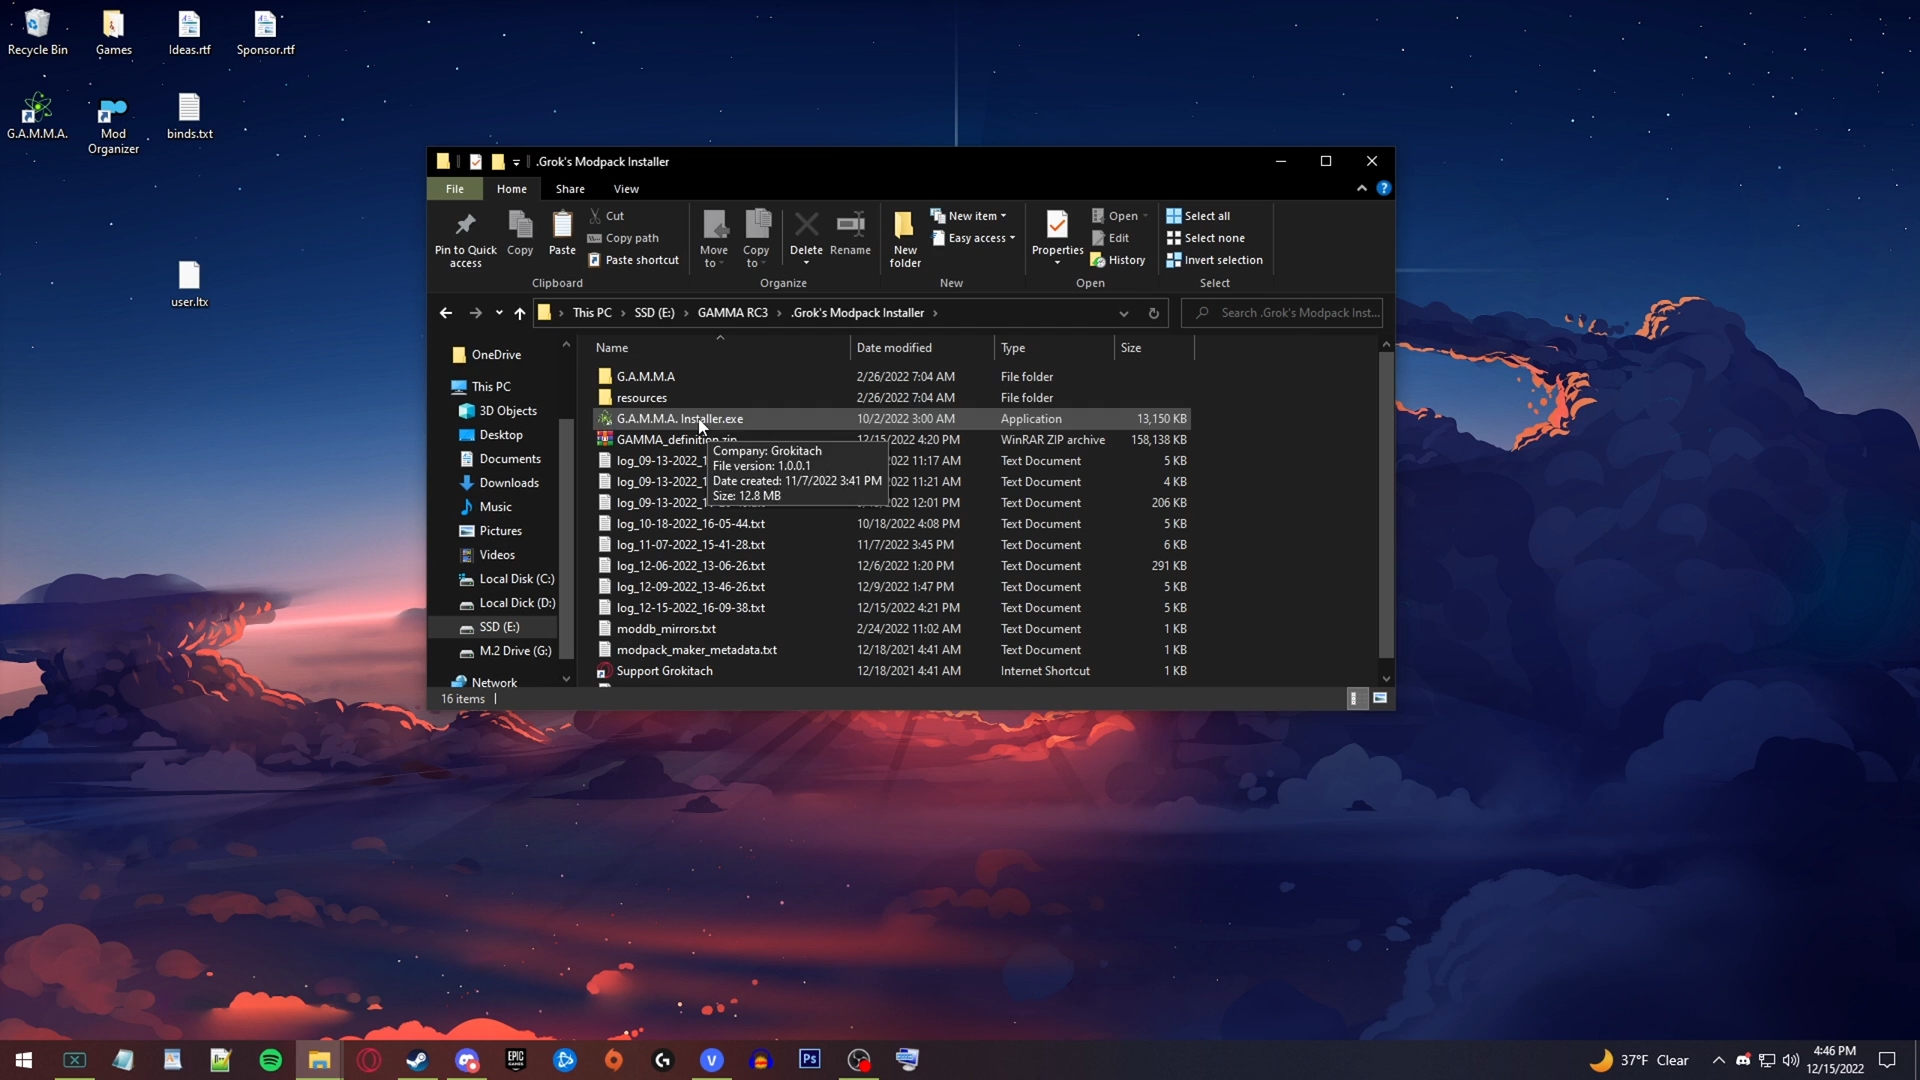 Recycle Bin
Games
Ideas.rtf
Sponsor.rtf
G.A.M.M.A.
Mod Organizer
binds.txt
user.ltx
.Grok's Modpack Installer
File
Home
Share
View
Pin to Quick access
Copy
Paste
Cut
Copy path
Paste shortcut
Clipboard
Move to
Copy to
Delete
Rename
Organize
New folder
New item
Easy access
New
Properties
Open
Edit
History
Open
Select all
Select none
Invert selection
Select
This PC > SSD (E:) > GAMMA RC3 > .Grok's Modpack Installer >
Search .Grok's Modpack Inst...
OneDrive
This PC
3D Objects
Desktop
Documents
Downloads
Music
Pictures
Videos
Local Disk (C:)
Local Dick (D:)
SSD (E:)
M.2 Drive (G:)
Network
Name Date modified Type Size
G.A.M.M.A 2/26/2022 7:04 AM File folder
resources 2/26/2022 7:04 AM File folder
G.A.M.M.A. Installer.exe 10/2/2022 3:00 AM Application 13,150 KB
GAMMA_definition.zip 12/15/2022 4:20 PM WinRAR ZIP archive 158,138 KB
log_09-13-2022_1 2022 11:17 AM Text Document 5 KB
log_09-13-2022_1 2022 11:21 AM Text Document 4 KB
log_09-13-2022_1 2022 12:01 PM Text Document 206 KB
log_10-18-2022_16-05-44.txt 10/18/2022 4:08 PM Text Document 5 KB
log_11-07-2022_15-41-28.txt 11/7/2022 3:45 PM Text Document 6 KB
log_12-06-2022_13-06-26.txt 12/6/2022 1:20 PM Text Document 291 KB
log_12-09-2022_13-46-26.txt 12/9/2022 1:47 PM Text Document 5 KB
log_12-15-2022_16-09-38.txt 12/15/2022 4:21 PM Text Document 5 KB
moddb_mirrors.txt 2/24/2022 11:02 AM Text Document 1 KB
modpack_maker_metadata.txt 12/18/2021 4:41 AM Text Document 1 KB
Support Grokitach 12/18/2021 4:41 AM Internet Shortcut 1 KB
Company: Grokitach
File version: 1.0.0.1
Date created: 11/7/2022 3:41 PM
Size: 12.8 MB
16 items
EPIC GAMES
V
Ps
37°F Clear
4:46 PM
12/15/2022